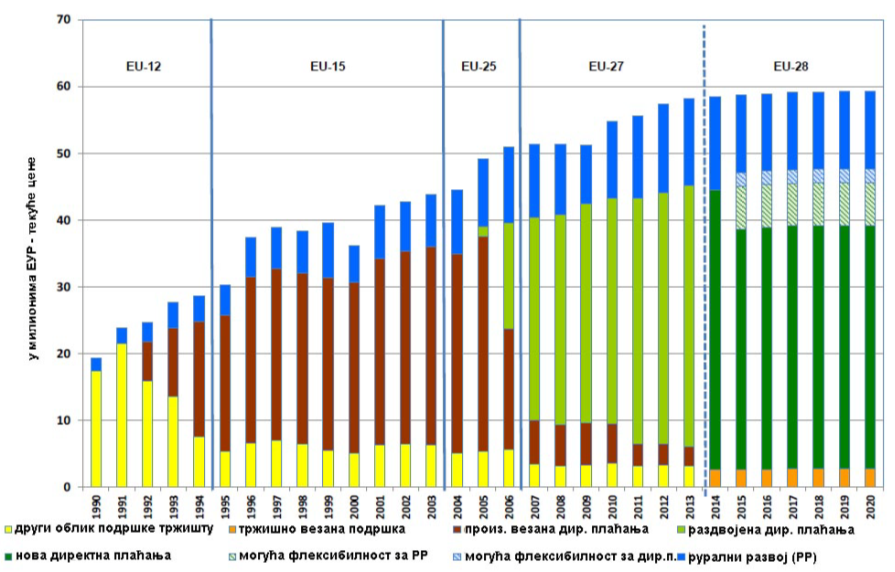 70
EU-12 EU-15 EU-25 EU-27 EU-28
60
50
40
30
20
10
0
у милионима ЕУР - текуће цене
1990 1991 1992 1993 1994 1995 1996 1997 1998 1999 2000 2001 2002 2003 2004 2005 2006 2007 2008 2009 2010 2011 2012 2013 2014 2015 2016 2017 2018 2019 2020
други облик подршке тржишту тржишно везана подршка произ. везана дир. плаћања раздвојена дир. плаћања
нова директна плаћања могућа флексибилност за РР могућа флексибилност за дир.п. рурални развој (РР)